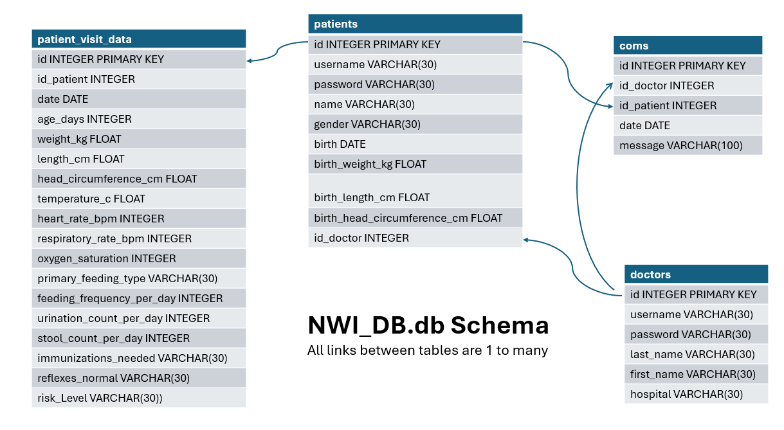 patient_visit_data
id INTEGER PRIMARY KEY
id_patient INTEGER
date DATE
age_days INTEGER
weight_kg FLOAT
length_cm FLOAT
head_circumference_cm FLOAT
temperature_c FLOAT
heart_rate_bpm INTEGER
respiratory_rate_bpm INTEGER
oxygen_saturation INTEGER
primary_feeding_type VARCHAR(30)
feeding_frequency_per_day INTEGER
urination_count_per_day INTEGER
stool_count_per_day INTEGER
immunizations_needed VARCHAR(30)
reflexes_normal VARCHAR(30)
risk_Level VARCHAR(30))
patients
id INTEGER PRIMARY KEY
username VARCHAR(30)
password VARCHAR(30)
name VARCHAR(30)
gender VARCHAR(30)
birth DATE
birth_weight_kg FLOAT
birth_length_cm FLOAT
birth_head_circumference_cm FLOAT
id_doctor INTEGER
coms
id INTEGER PRIMARY KEY
id_doctor INTEGER
id_patient INTEGER
date DATE
message VARCHAR(100)
doctors
id INTEGER PRIMARY KEY
username VARCHAR(30)
password VARCHAR(30)
last_name VARCHAR(30)
first_name VARCHAR(30)
hospital VARCHAR(30)
NWI_DB.db Schema
All links between tables are 1 to many